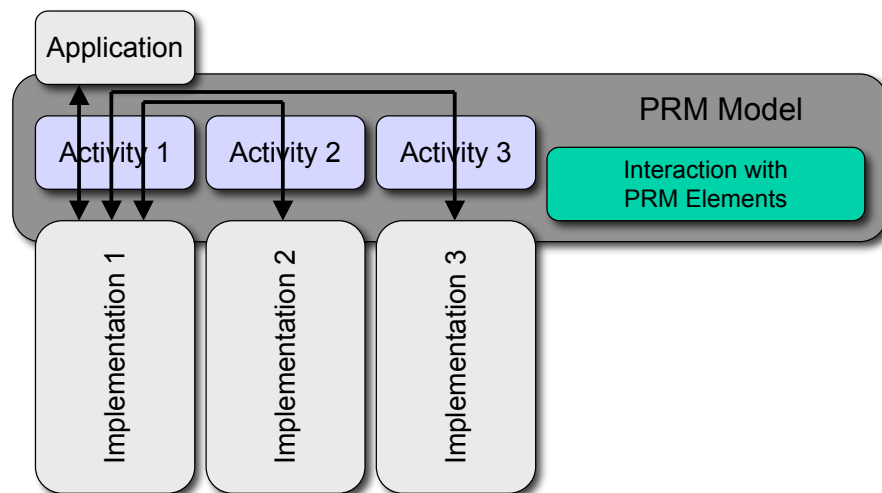 Application
PRM Model
Activity 1
Activity 2
Activity 3
Interaction with
PRM Elements
Implementation 1
Implementation 2
Implementation 3